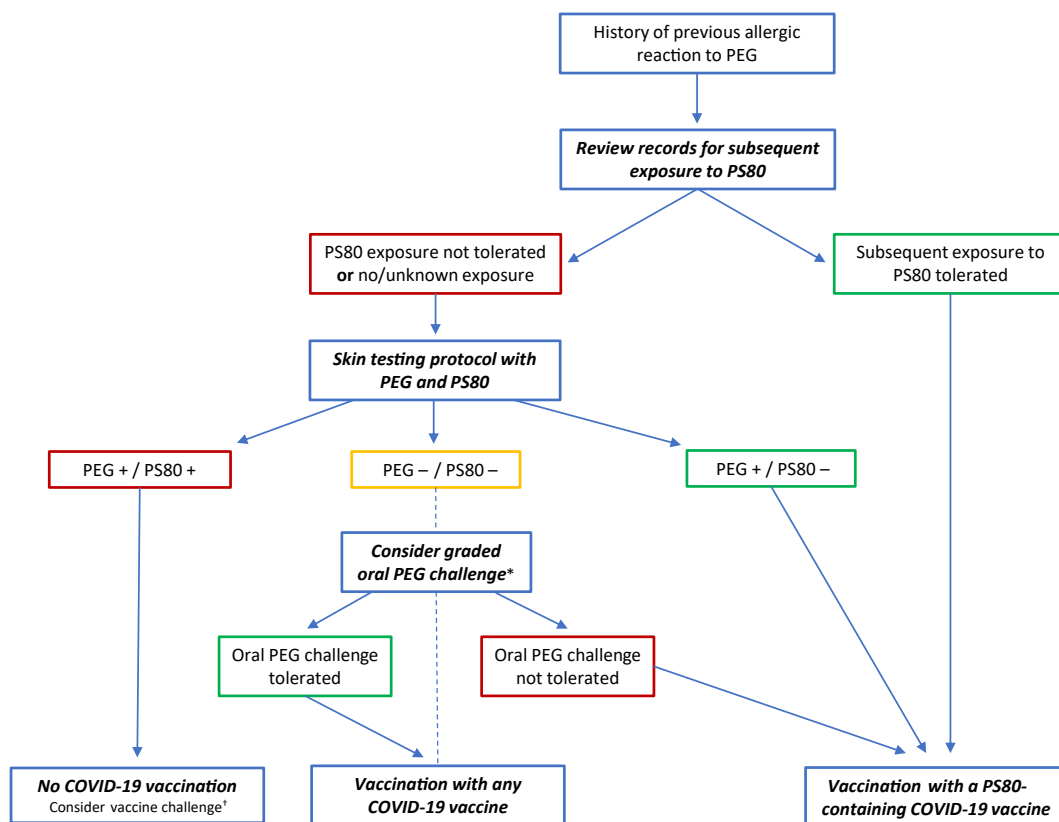 History of previous allergic
reaction to PEG
Review records for subsequent
exposure to PS80
PS80 exposure not tolerated
or no/unknown exposure
Subsequent exposure to
PS80 tolerated
Skin testing protocol with
PEG and PS80
PEG + / PS80 +
PEG – / PS80 –
PEG + / PS80 –
Consider graded
oral PEG challenge*
Oral PEG challenge
tolerated
Oral PEG challenge
not tolerated
No COVID-19 vaccination
Consider vaccine challenge†
Vaccination with any
COVID-19 vaccine
Vaccination with a PS80-
containing COVID-19 vaccine